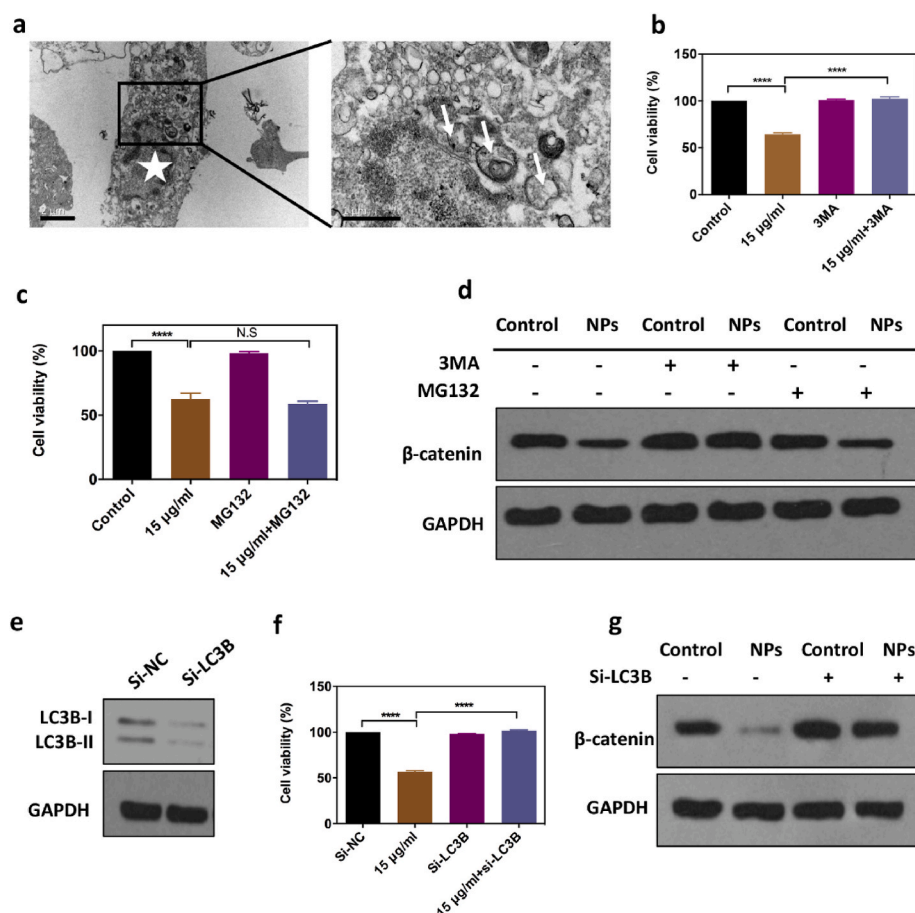 a
b
150
100
50
0
Cell viability (%)
****
****
Control
15 µg/ml
3MA
15 µg/ml+3MA
c
100
50
0
Cell viability (%)
****
N.S
Control
15 µg/ml
MG132
15 µg/ml+MG132
d
Control NPs Control NPs Control NPs
3MA - - + + - -
MG132 - - - - + +
β-catenin
GAPDH
e
Si-NC Si-LC3B
LC3B-I
LC3B-II
GAPDH
f
150
100
50
0
Cell viability (%)
****
****
Si-NC
15 µg/ml
Si-LC3B
15 µg/ml+si-LC3B
g
Control NPs Control NPs
Si-LC3B - - + +
β-catenin
GAPDH